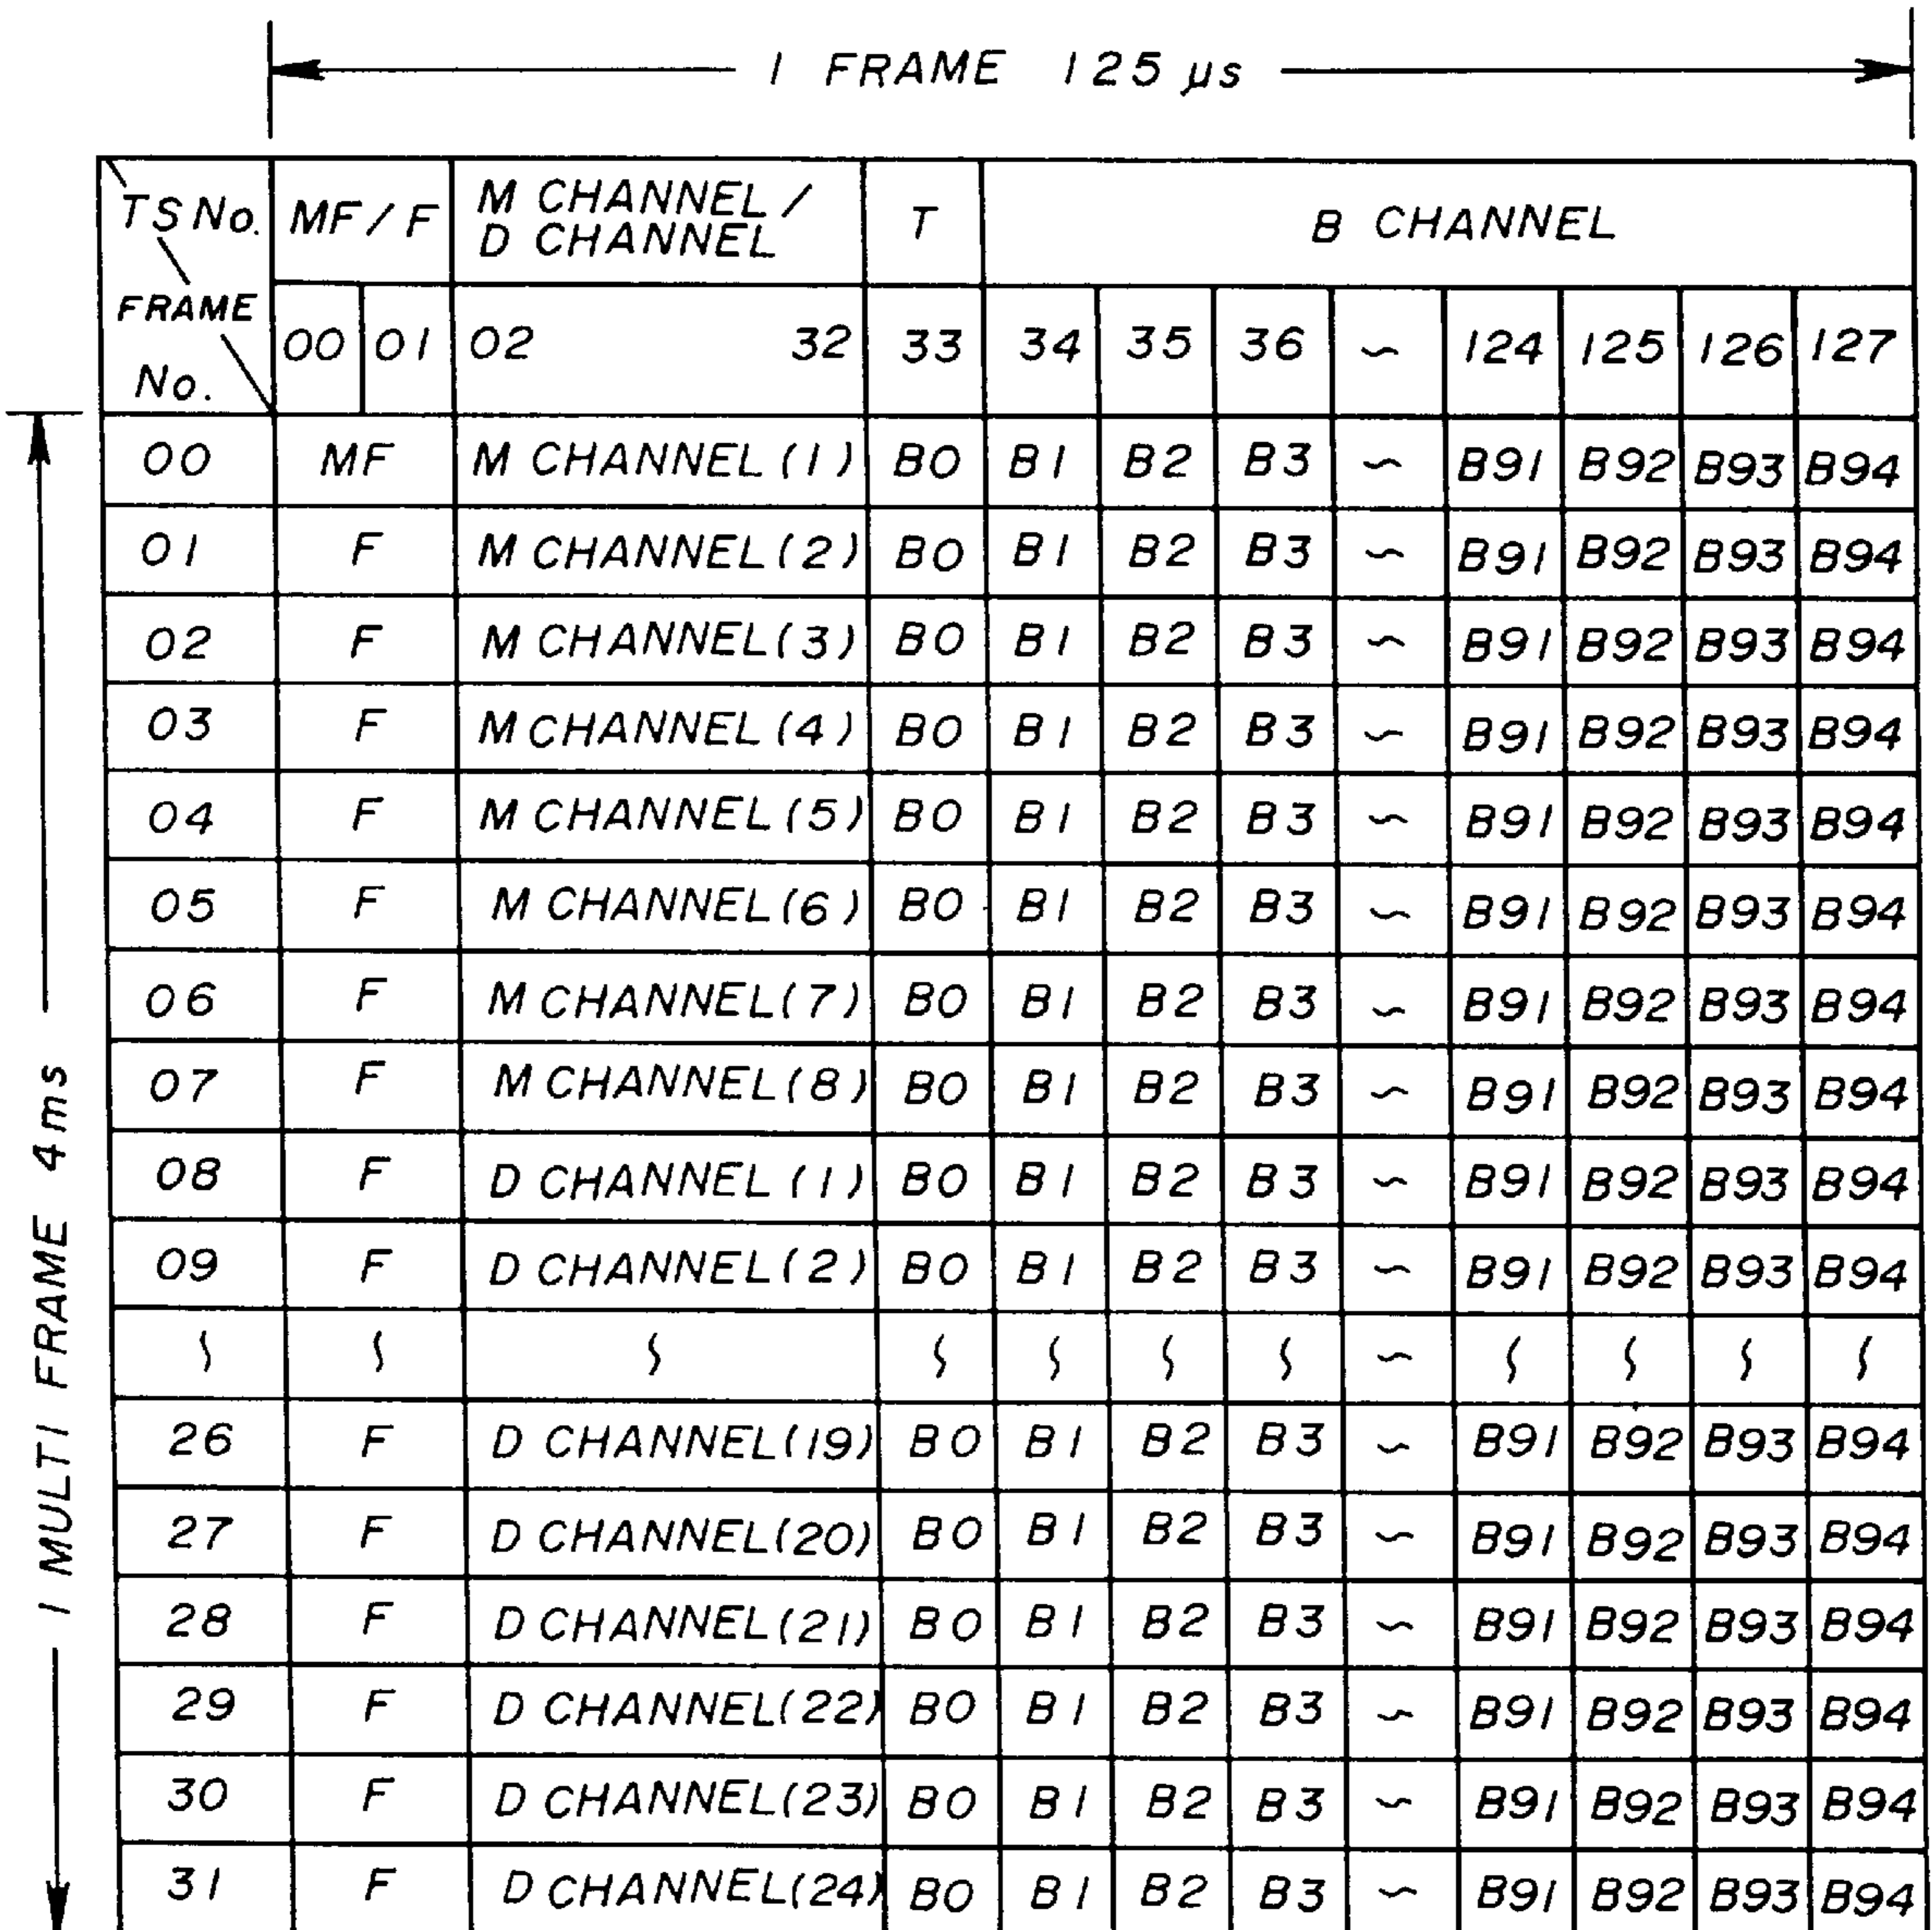 1 FRAME 125 µs
TS No. MF / F M CHANNEL / D CHANNEL T B CHANNEL
FRAME No. 00 01 02 32 33 34 35 36 ~ 124 125 126 127
00 MF M CHANNEL (1) B0 B1 B2 B3 ~ B91 B92 B93 B94
01 F M CHANNEL (2) B0 B1 B2 B3 ~ B91 B92 B93 B94
02 F M CHANNEL (3) B0 B1 B2 B3 ~ B91 B92 B93 B94
03 F M CHANNEL (4) B0 B1 B2 B3 ~ B91 B92 B93 B94
04 F M CHANNEL (5) B0 B1 B2 B3 ~ B91 B92 B93 B94
05 F M CHANNEL (6) B0 B1 B2 B3 ~ B91 B92 B93 B94
06 F M CHANNEL (7) B0 B1 B2 B3 ~ B91 B92 B93 B94
07 F M CHANNEL (8) B0 B1 B2 B3 ~ B91 B92 B93 B94
08 F D CHANNEL (1) B0 B1 B2 B3 ~ B91 B92 B93 B94
09 F D CHANNEL (2) B0 B1 B2 B3 ~ B91 B92 B93 B94
~ ~ ~ ~ ~ ~ ~ ~ ~ ~ ~ ~
26 F D CHANNEL (19) B0 B1 B2 B3 ~ B91 B92 B93 B94
27 F D CHANNEL (20) B0 B1 B2 B3 ~ B91 B92 B93 B94
28 F D CHANNEL (21) B0 B1 B2 B3 ~ B91 B92 B93 B94
29 F D CHANNEL (22) B0 B1 B2 B3 ~ B91 B92 B93 B94
30 F D CHANNEL (23) B0 B1 B2 B3 ~ B91 B92 B93 B94
31 F D CHANNEL (24) B0 B1 B2 B3 ~ B91 B92 B93 B94
1 MULTI FRAME 4ms